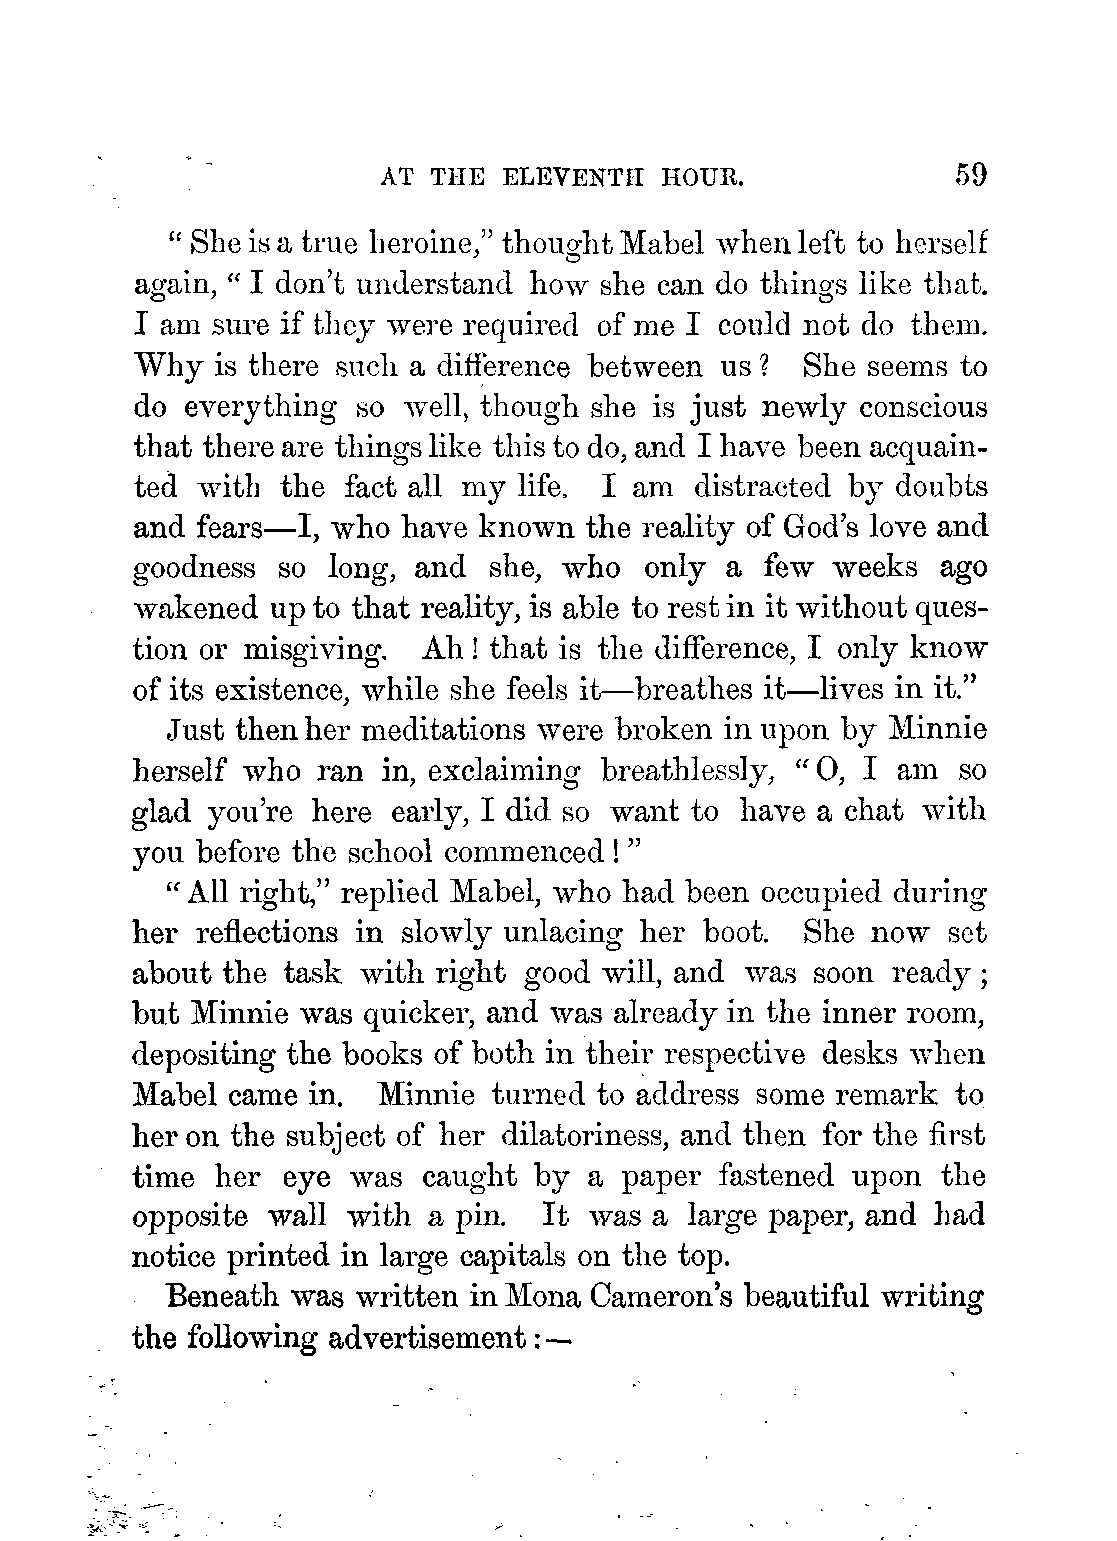 AT THE ELEVENTH HOUR. 59
“ She is a true heroine,” thought Mabel when left to herself
again, “ I don’t understand how she can do things like that.
I am sure if they were required of me I could not do them.
Why is there such a difference between us ? She seems to
do everything so well, though she is just newly conscious
that there are things like this to do, and I have been acquain-
ted with the fact all my life. I am distracted by doubts
and fears—I, who have known the reality of God’s love and
goodness so long, and she, who only a few weeks ago
wakened up to that reality, is able to rest in it without ques-
tion or misgiving. Ah ! that is the difference, I only know
of its existence, while she feels it—breathes it—lives in it.”
Just then her meditations were broken in upon by Minnie
herself who ran in, exclaiming breathlessly, “ O, I am so
glad you’re here early, I did so want to have a chat with
you before the school commenced ! ”
“ All right,” replied Mabel, who had been occupied during
her reflections in slowly unlacing her boot. She now set
about the task with right good will, and was soon ready ;
but Minnie was quicker, and was already in the inner room,
depositing the books of both in their respective desks when
Mabel came in. Minnie turned to address some remark to
her on the subject of her dilatoriness, and then for the first
time her eye was caught by a paper fastened upon the
opposite wall with a pin. It was a large paper, and had
notice printed in large capitals on the top.
Beneath was written in Mona Cameron’s beautiful writing
the following advertisement :—